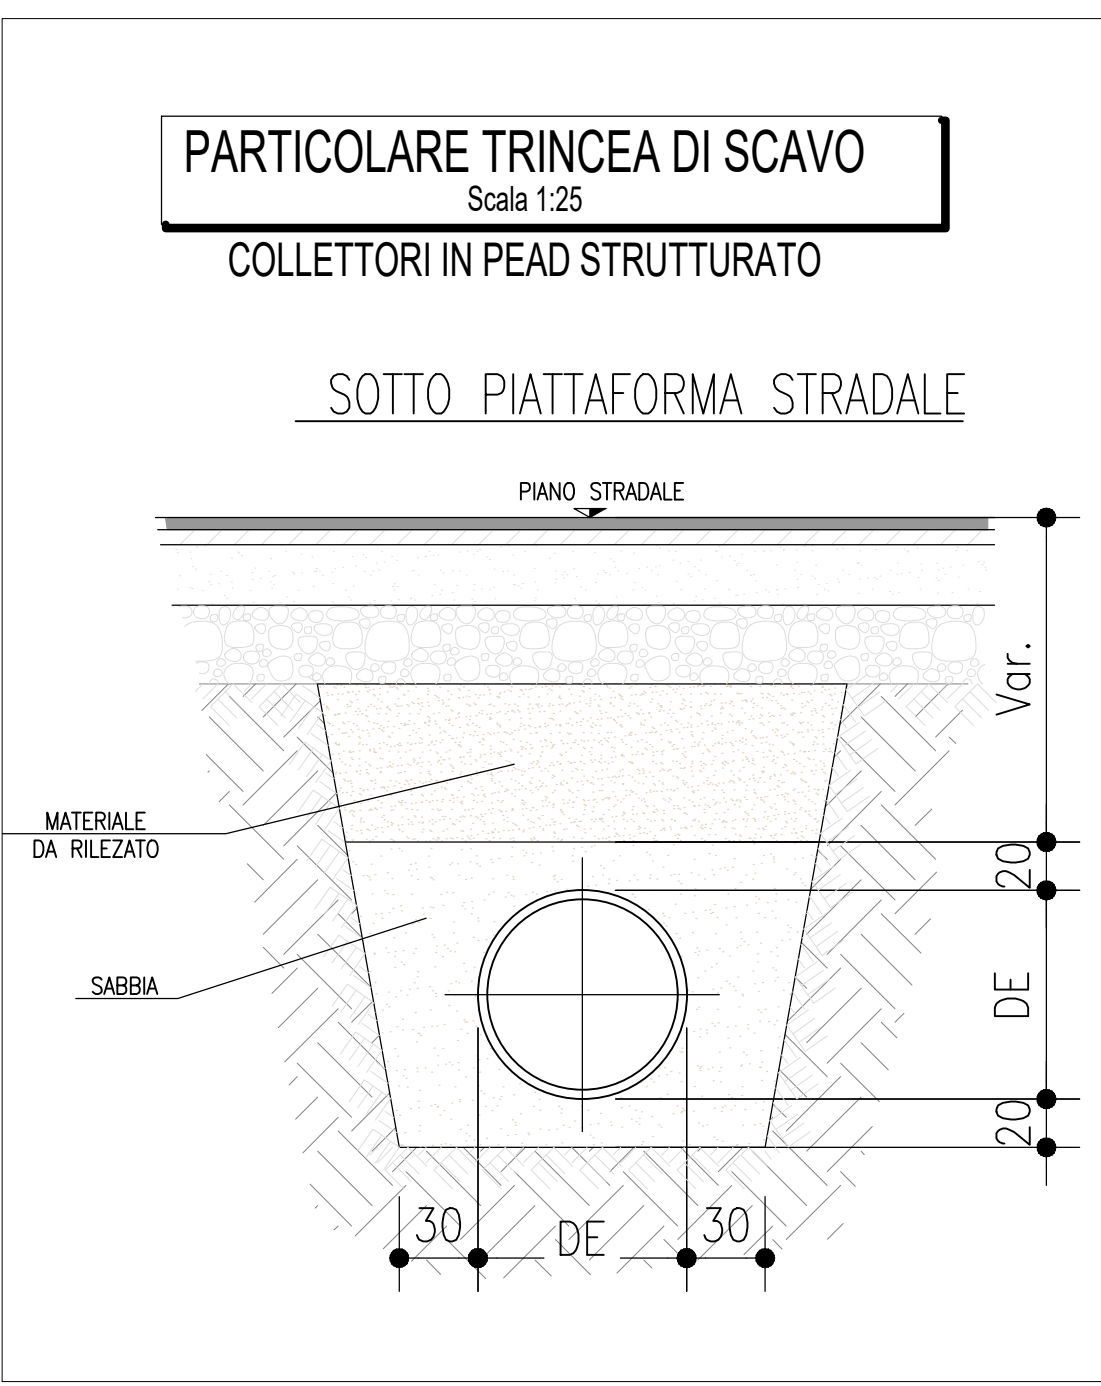 PARTICOLARE TRINCEA DI SCAVO
Scala 1:25
COLLETTORI IN PEAD STRUTTURATO
SOTTO PIATTAFORMA STRADALE
PIANO STRADALE
Var.
MATERIALE
DA RILEZATO
20
SABBIA
DE
20
30
DE
30